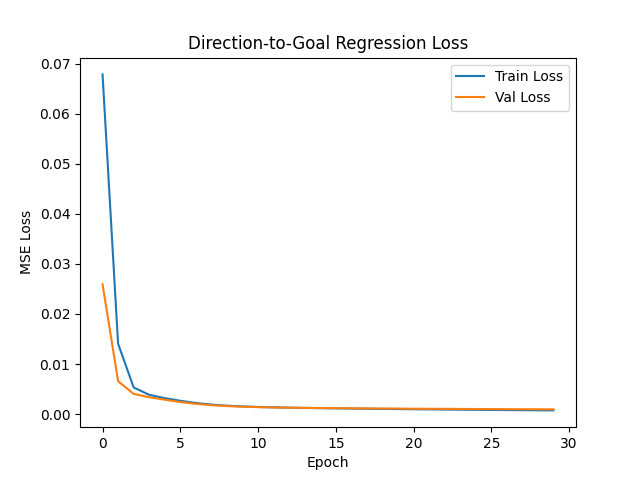 Direction-to-Goal Regression Loss
Train Loss
Val Loss
MSE Loss
0.07
0.06
0.05
0.04
0.03
0.02
0.01
0.00
0 5 10 15 20 25 30
Epoch